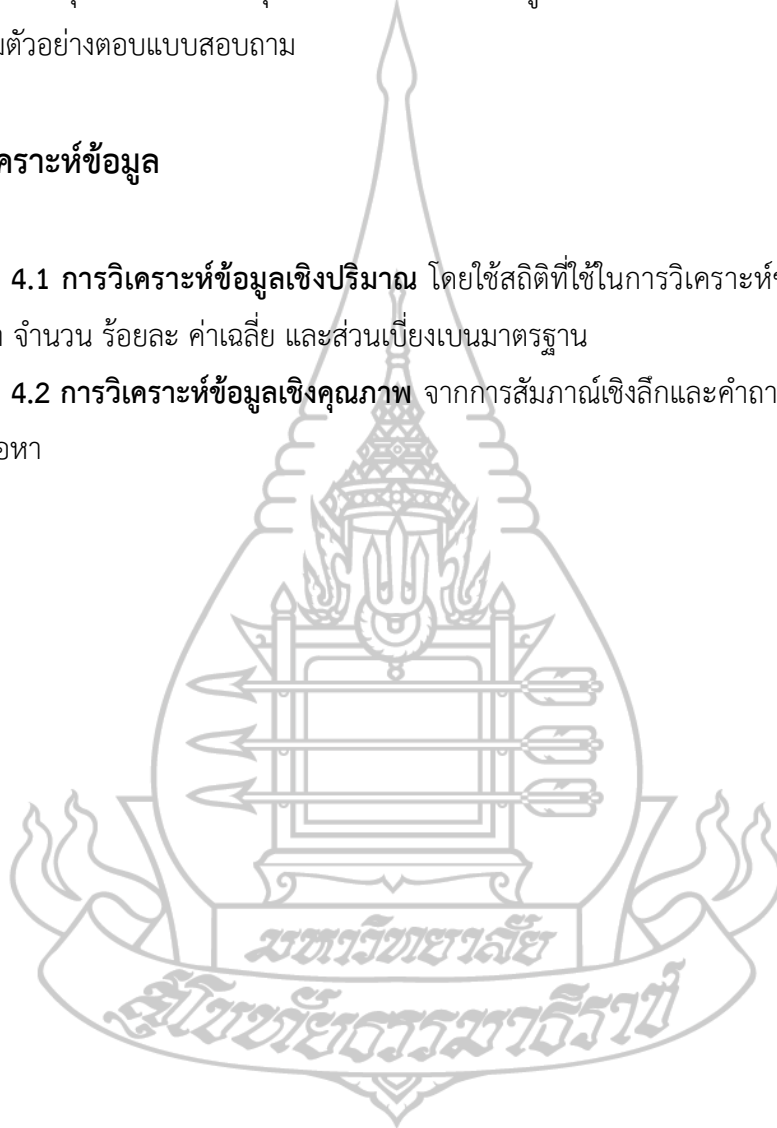 มตัวอย่างตอบแบบสอบถาม
เคราะห์ข้อมูล
4.1 การวิเคราะห์ข้อมูลเชิงปริมาณ โดยใช้สถิติที่ใช้ในการวิเคราะห์
จำนวน ร้อยละ ค่าเฉลี่ย และส่วนเบี่ยงเบนมาตรฐาน
4.2 การวิเคราะห์ข้อมูลเชิงคุณภาพ จากการสัมภาณ์เชิงลึกและคำถา
อหา
มหาวิทยาลัย
สุโขทัยธรรมาธิราช